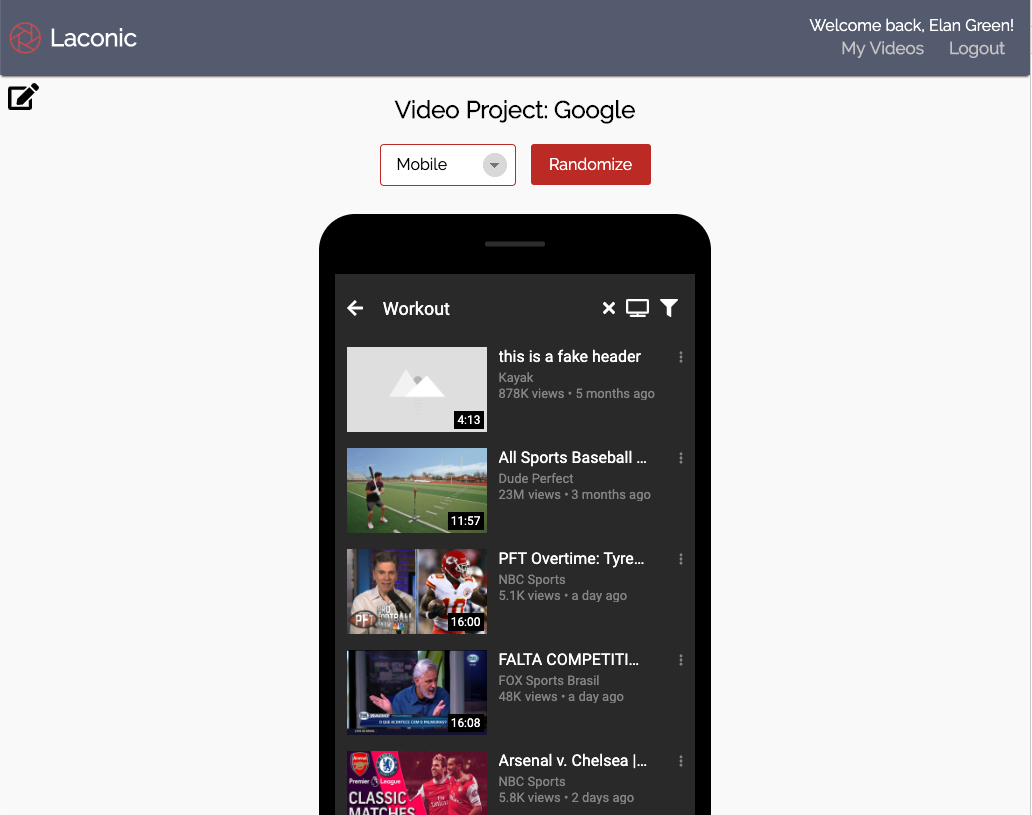 Laconic
Welcome back, Elan Green!
My Videos Logout
Video Project: Google
Mobile
Randomize
Workout
this is a fake header
Kayak
878K views • 5 months ago
4:13
All Sports Baseball ...
Dude Perfect
23M views • 3 months ago
11:57
PFT Overtime: Tyre...
NBC Sports
5.1K views • a day ago
PFT
16:00
FALTA COMPETITI...
FOX Sports Brasil
48K views • a day ago
16:08
Arsenal v. Chelsea |...
NBC Sports
5.8K views • 2 days ago
Premier League
CLASSIC
MATCHES